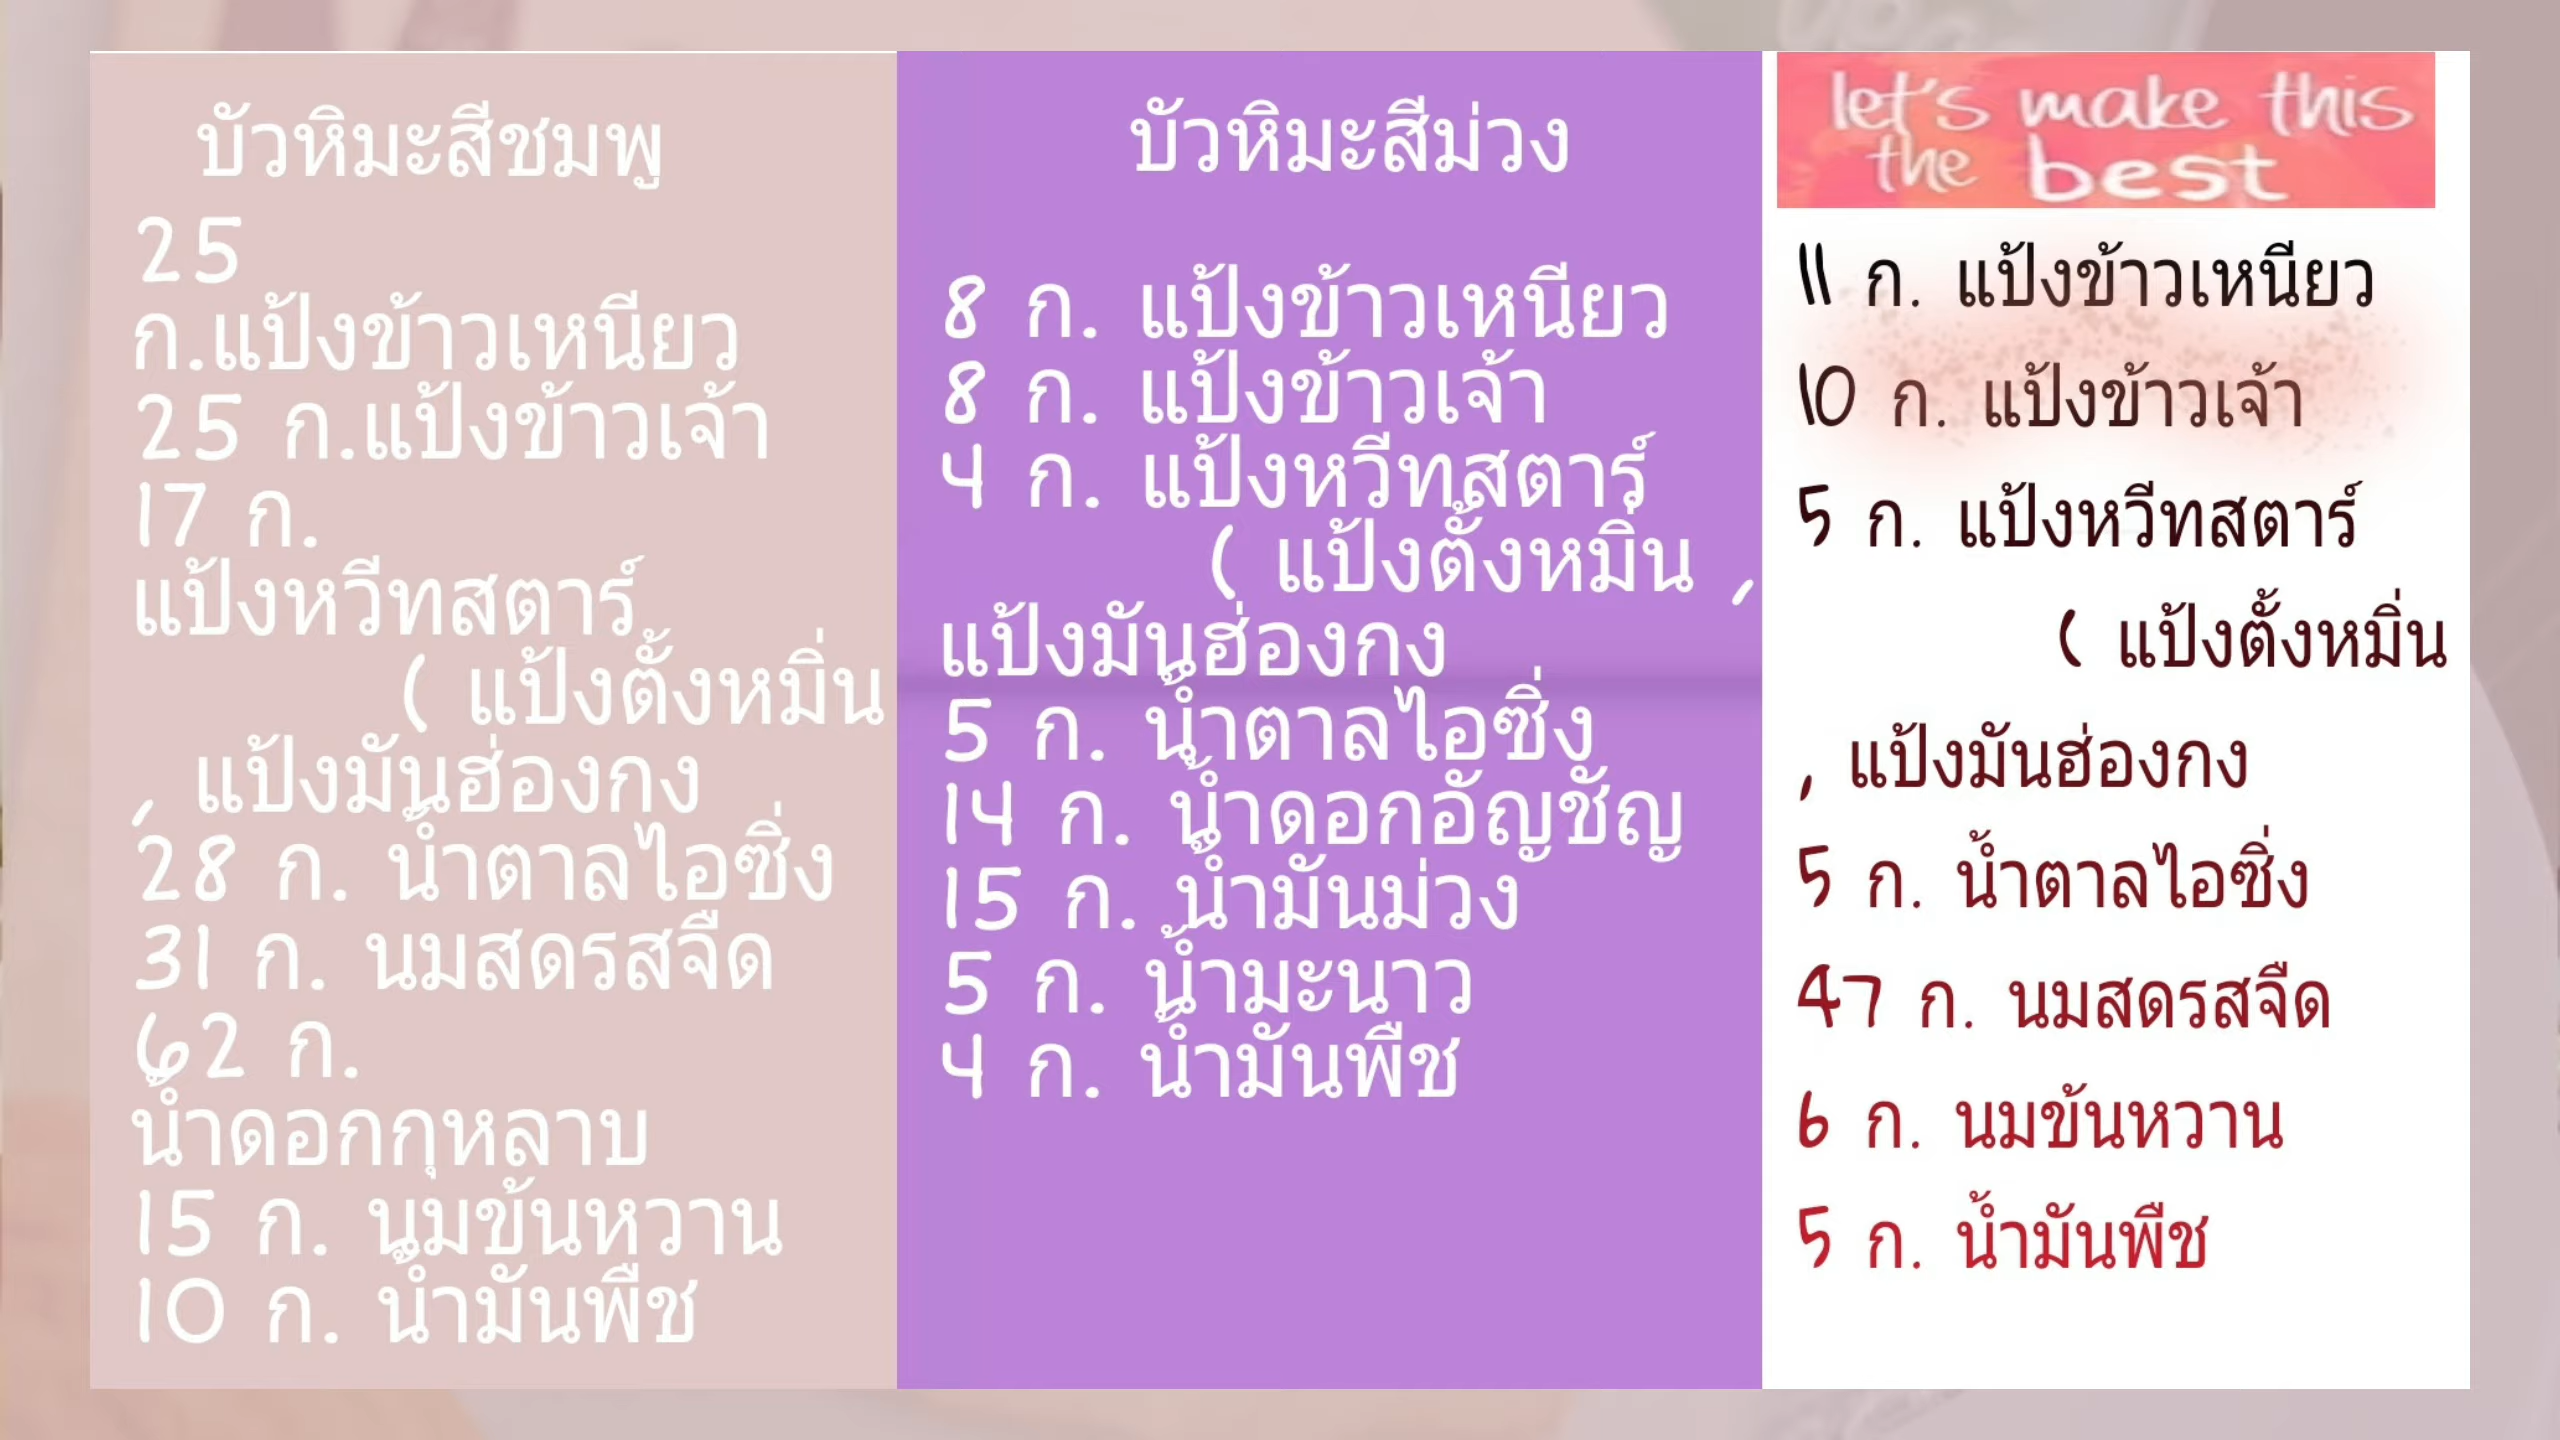 บัวหิมะสีชมพู
25
ก.แป้งข้าวเหนียว
25 ก.แป้งข้าวเจ้า
17 ก.
แป้งหวีทสตาร์
( แป้งตั้งหมิ่น
, แป้งมันฮ่องกง
28 ก. น้ำตาลไอซิ่ง
31 ก. นมสดรสจืด
62 ก.
น้ำดอกกุหลาบ
15 ก. นมข้นหวาน
10 ก. น้ำมันพืช
บัวหิมะสีม่วง
8 ก. แป้งข้าวเหนียว
8 ก. แป้งข้าวเจ้า
4 ก. แป้งหวีทสตาร์
( แป้งตั้งหมิ่น ,
แป้งมันฮ่องกง
5 ก. น้ำตาลไอซิ่ง
14 ก. น้ำดอกอัญชัญ
15 ก. น้ำมันม่วง
5 ก. น้ำมะนาว
4 ก. น้ำมันพืช
let's make this
the best
11 ก. แป้งข้าวเหนียว
10 ก. แป้งข้าวเจ้า
5 ก. แป้งหวีทสตาร์
( แป้งตั้งหมิ่น
, แป้งมันฮ่องกง
5 ก. น้ำตาลไอซิ่ง
47 ก. นมสดรสจืด
6 ก. นมข้นหวาน
5 ก. น้ำมันพืช